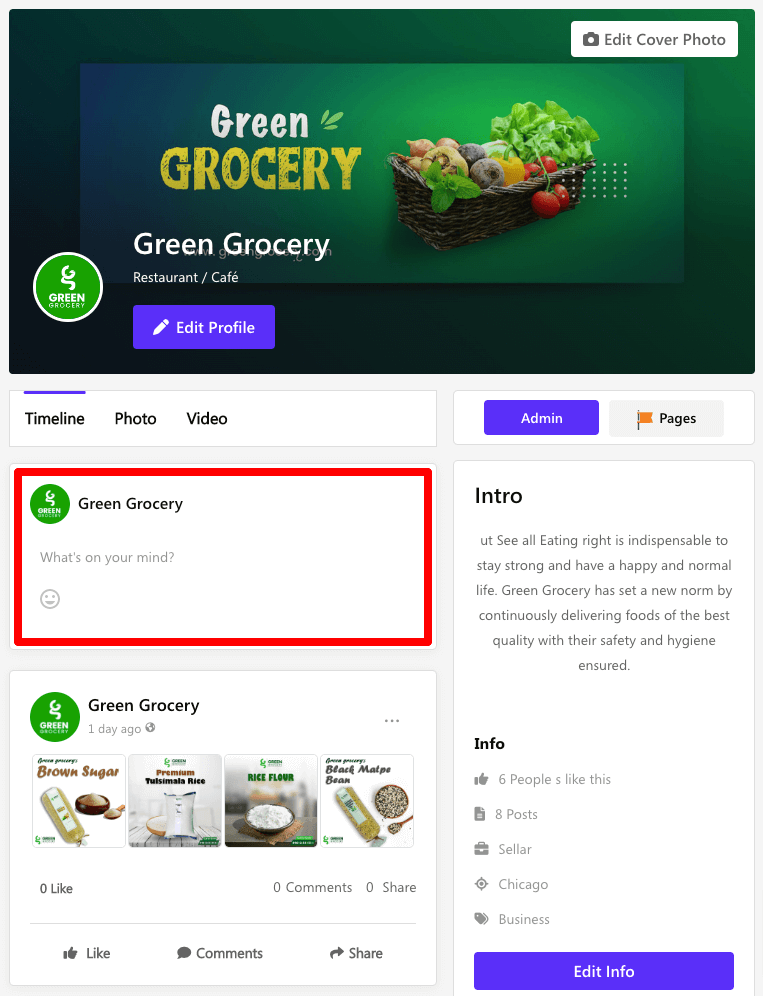 Edit Cover Photo
Green
GROCERY
Green Grocery
Restaurant / Café
GREEN
GROCERY
Edit Profile
Timeline Photo Video
Admin Pages
GREEN
GROCERY
Green Grocery
What's on your mind?
Intro
ut See all Eating right is indispensable to
stay strong and have a happy and normal
life. Green Grocery has set a new norm by
continuously delivering foods of the best
quality with their safety and hygiene
ensured.
GREEN
GROCERY
Green Grocery
1 day ago
...
Green grocery's
Brown Sugar
Premium
Tulsimala Rice
RICE FLOUR
Green grocery's
Black Matpe
Bean
0 Like 0 Comments 0 Share
Like Comments Share
Info
6 People s like this
8 Posts
Sellar
Chicago
Business
Edit Info